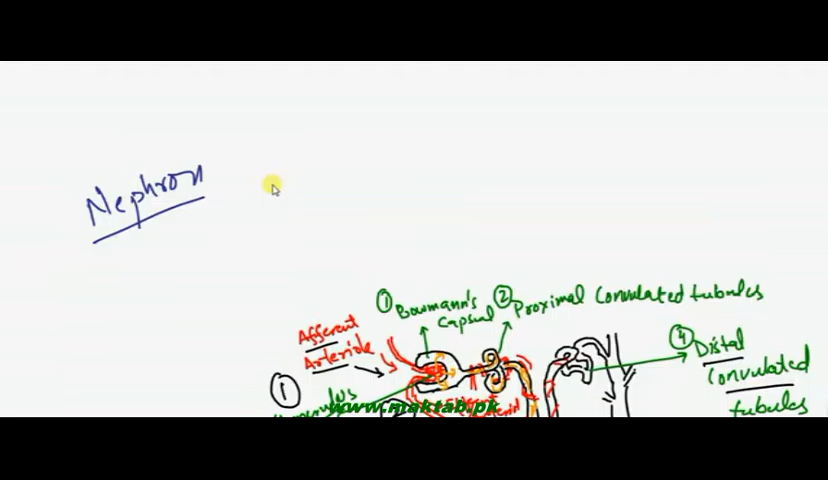 Nephron
① Bowmann's
Capsul
② Proximal Convulated tubules
Afferent
Arteriole
①
④ Distal
Convulated
tubules
www.maktab.pk